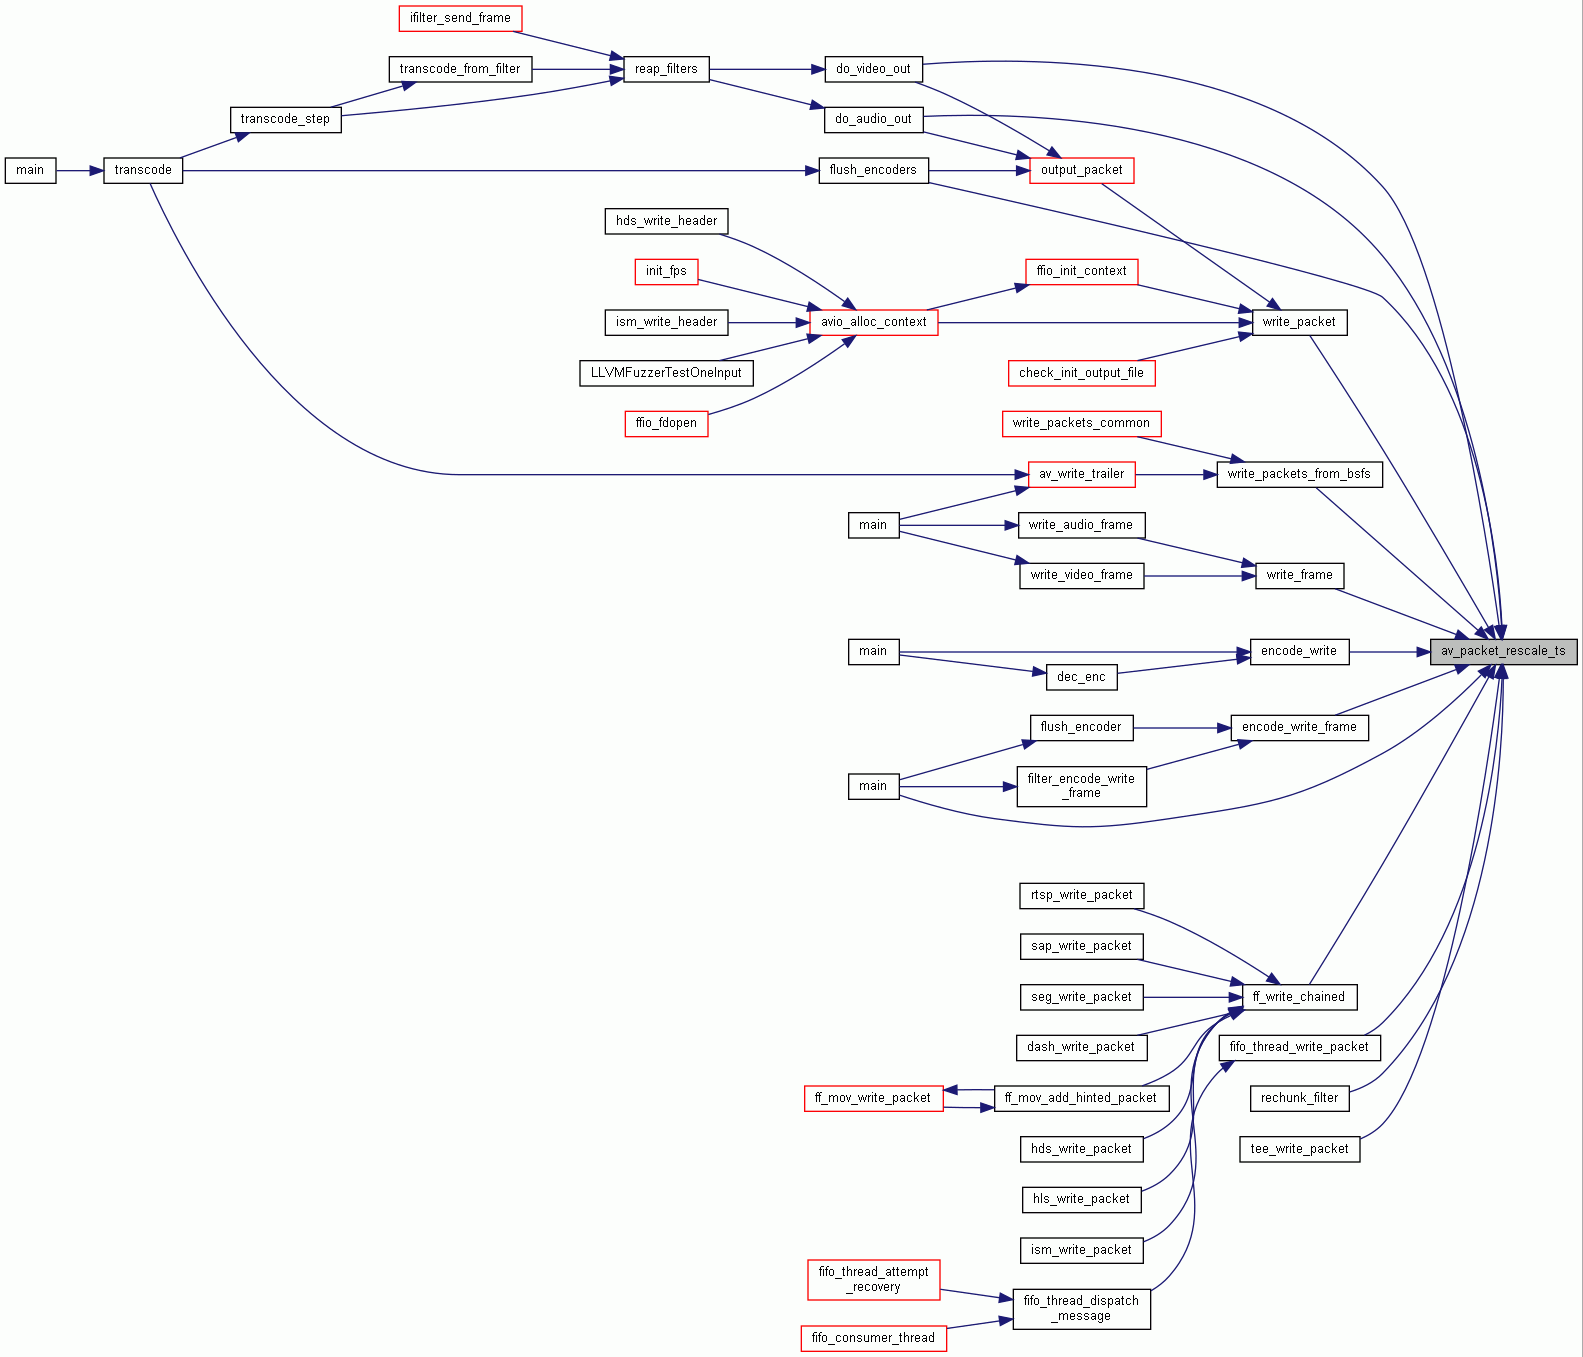 ifilter_send_frame
transcode_from_filter
reap_filters
do_video_out
transcode_step
do_audio_out
main
transcode
flush_encoders
output_packet
hds_write_header
init_fps
ffio_init_context
ism_write_header
avio_alloc_context
write_packet
LLVMFuzzerTestOneInput
check_init_output_file
ffio_fdopen
write_packets_common
av_write_trailer
write_packets_from_bsfs
main
write_audio_frame
write_video_frame
write_frame
main
encode_write
av_packet_rescale_ts
dec_enc
flush_encoder
encode_write_frame
main
filter_encode_write
_frame
rtsp_write_packet
sap_write_packet
seg_write_packet
ff_write_chained
dash_write_packet
fifo_thread_write_packet
ff_mov_write_packet
ff_mov_add_hinted_packet
rechunk_filter
hds_write_packet
tee_write_packet
hls_write_packet
ism_write_packet
fifo_thread_attempt
_recovery
fifo_thread_dispatch
_message
fifo_consumer_thread